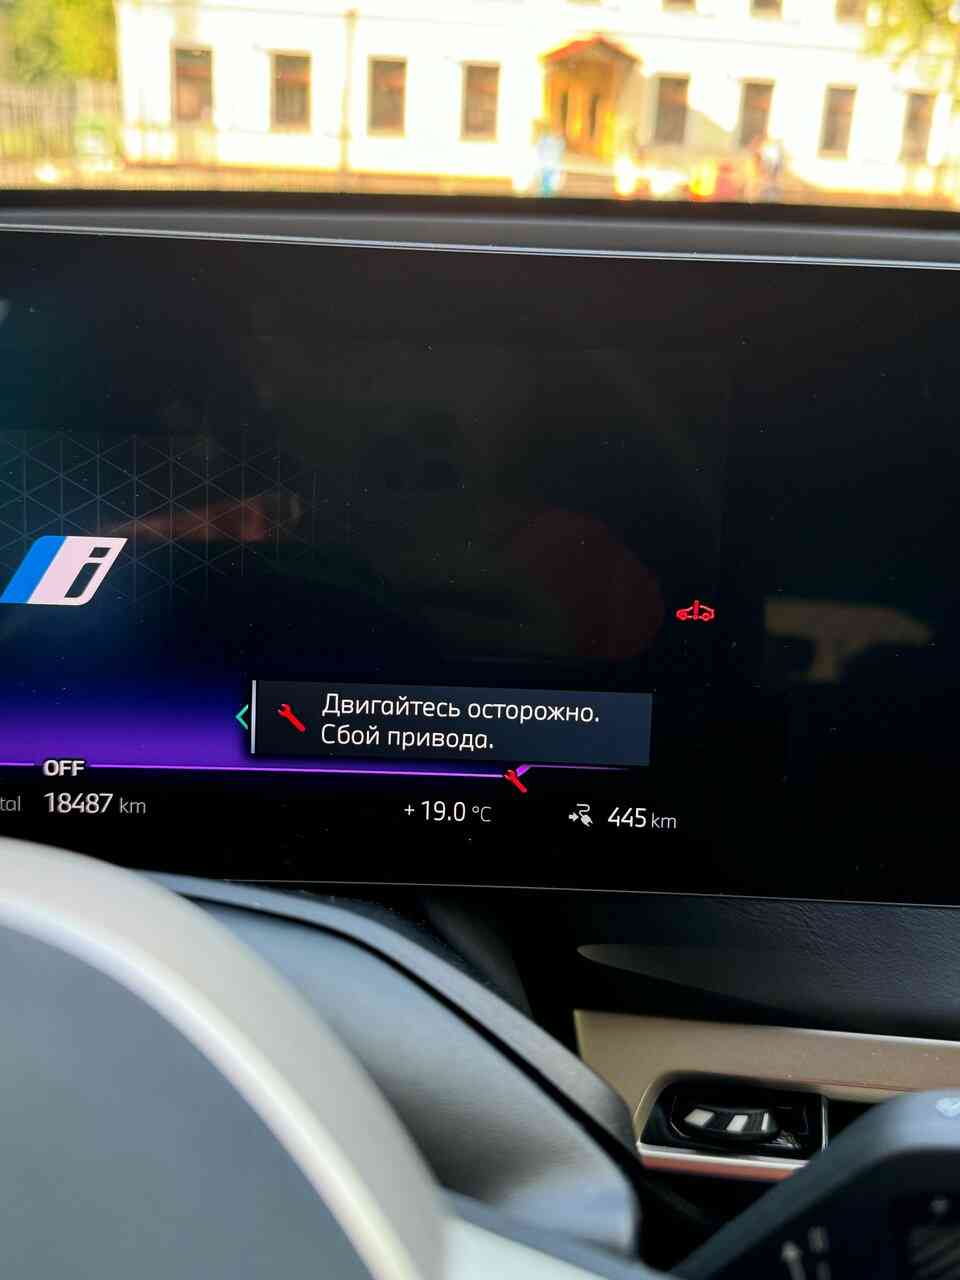 i
Двигайтесь осторожно.
Сбой привода.
OFF
tal 18487 km
+ 19.0 °C
445 km